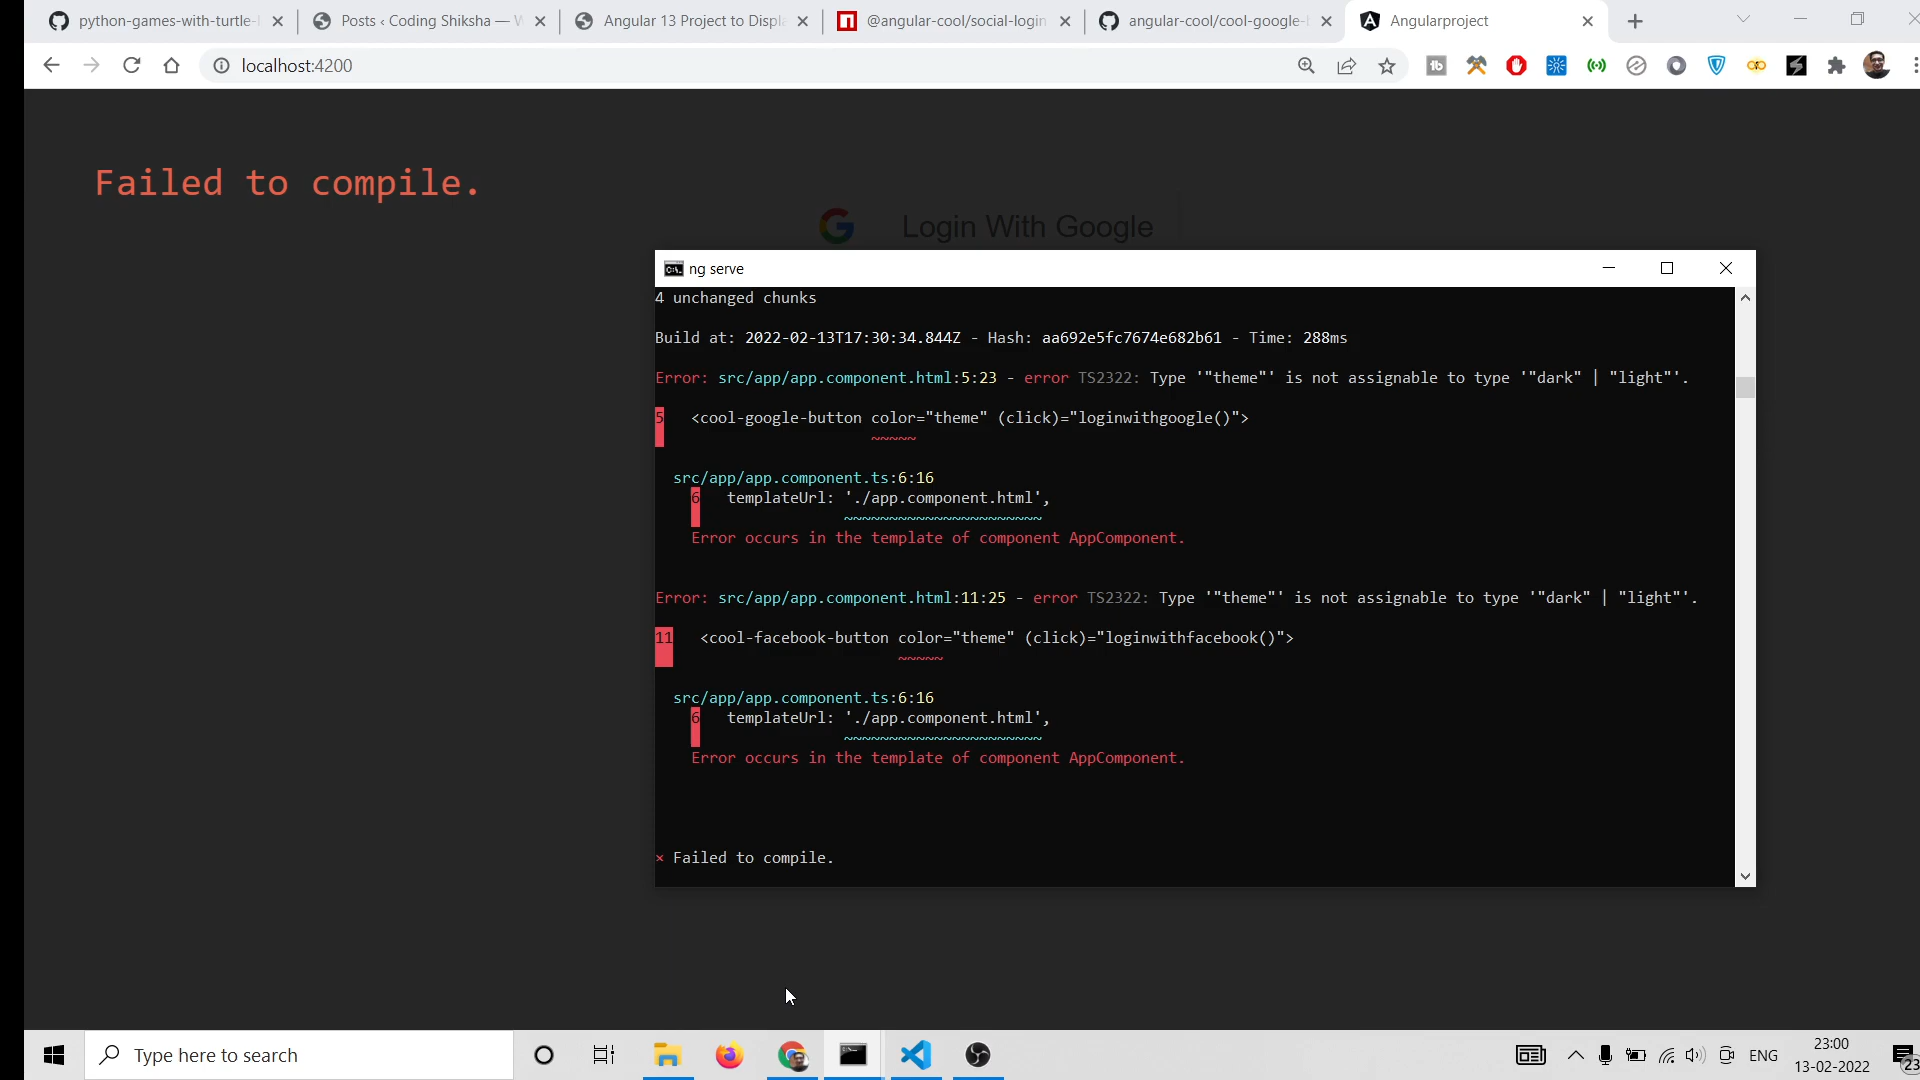 python-games-with-turtle-
Posts ‹ Coding Shiksha — W
Angular 13 Project to Displa
@angular-cool/social-login
angular-cool/cool-google-
Angularproject
localhost:4200
Failed to compile.
Login With Google
ng serve
4 unchanged chunks
Build at: 2022-02-13T17:30:34.844Z - Hash: aa692e5fc7674e682b61 - Time: 288ms
Error: src/app/app.component.html:5:23 - error TS2322: Type '"theme"' is not assignable to type '"dark" | "light"'.
5 <cool-google-button color="theme" (click)="loginwithgoogle()">
~~~~~
src/app/app.component.ts:6:16
6 templateUrl: './app.component.html',
~~~~~~~~~~~~~~~~~~~~~~
Error occurs in the template of component AppComponent.
Error: src/app/app.component.html:11:25 - error TS2322: Type '"theme"' is not assignable to type '"dark" | "light"'.
11 <cool-facebook-button color="theme" (click)="loginwithfacebook()">
~~~~~
src/app/app.component.ts:6:16
6 templateUrl: './app.component.html',
~~~~~~~~~~~~~~~~~~~~~~
Error occurs in the template of component AppComponent.
× Failed to compile.
Type here to search
ENG
23:00
13-02-2022
23